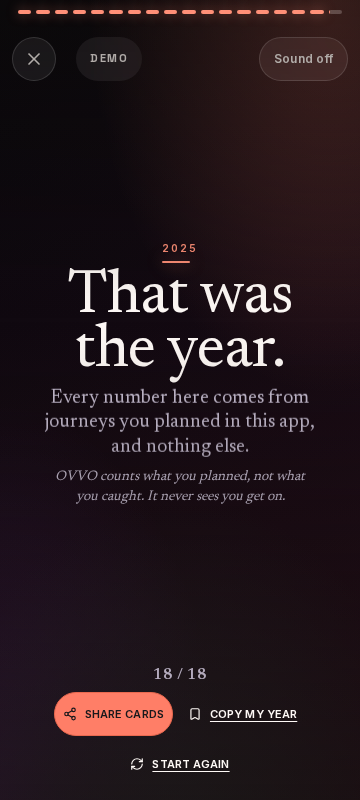 DEMO
Sound off
2025
That was
the year.
Every number here comes from
journeys you planned in this app,
and nothing else.
OVVO counts what you planned, not what
you caught. It never sees you get on.
18 / 18
SHARE CARDS
COPY MY YEAR
START AGAIN